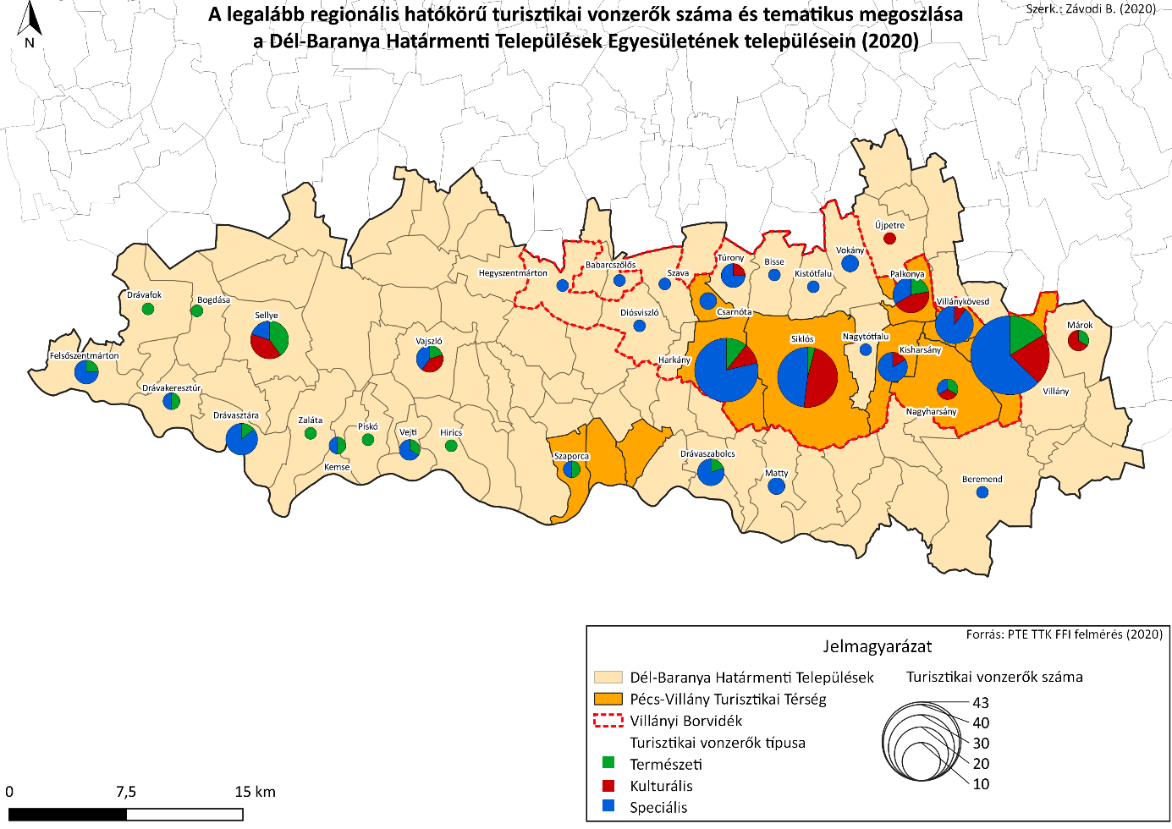 A legalább regionális hatókörű turisztikai vonzerők száma és tematikus megoszlása
a Dél-Baranya Határmenti Települések Egyesületének településein (2020)
Szerk.: Závodi B. (2020)
N
Újpetre
Vokány
Túrony
Bisse
Kistótfalu
Babarcszőlős
Szava
Hegyszentmárton
Palkonya
Villánykövesd
Drávafok
Bogdása
Sellye
Csarnóta
Diósviszló
Márok
Vajszló
Siklós
Nagytótfalu
Kisharsány
Felsőszentmárton
Harkány
Villány
Drávakeresztúr
Nagyharsány
Drávasztára
Zaláta
Piskó
Vejti
Hirics
Kemse
Szaporca
Drávaszabolcs
Matty
Beremend
Forrás: PTE TTK FFI felmérés (2020)
Jelmagyarázat
Dél-Baranya Határmenti Települések
Pécs-Villány Turisztikai Térség
Villányi Borvidék
Turisztikai vonzerők típusa
Természeti
Kulturális
Speciális
Turisztikai vonzerők száma
43
40
30
20
10
0 7,5 15 km